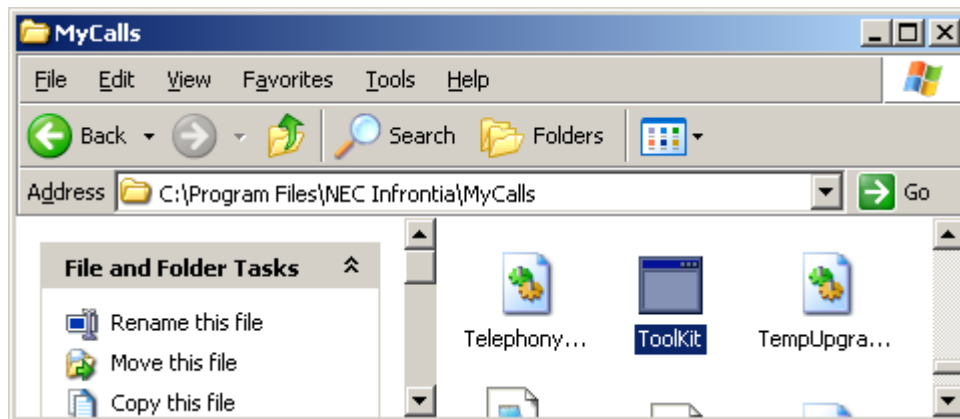 MyCalls
File Edit View Favorites Tools Help
Back Search Folders
Address C:\Program Files\NEC Infrontia\MyCalls Go
File and Folder Tasks
Rename this file
Move this file
Copy this file
Telephony... ToolKit TempUpgra...